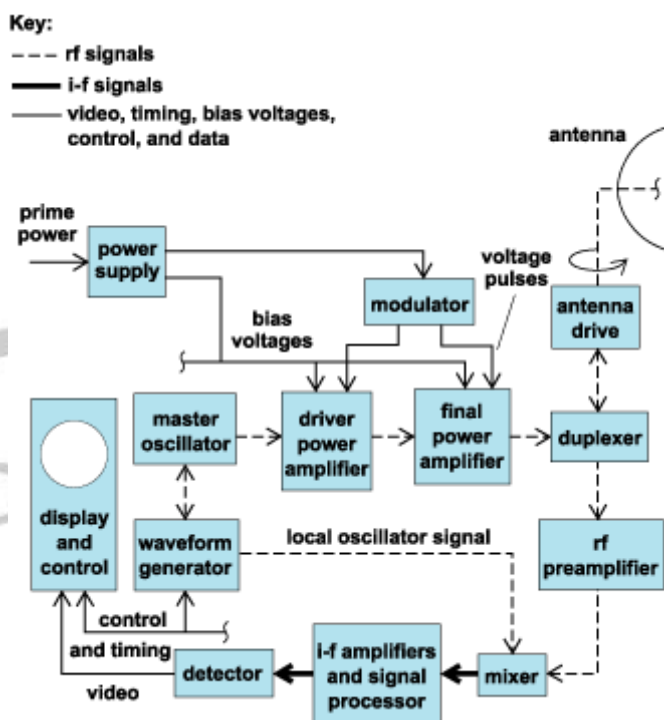 Key:
rf signals
i-f signals
video, timing, bias voltages,
control, and data
antenna
prime
power
power
supply
voltage
pulses
modulator
antenna
drive
bias
voltages
master
oscillator
driver
power
amplifier
final
power
amplifier
duplexer
display
and
control
waveform
generator
local oscillator signal
rf
preamplifier
control
and timing
video
detector
i-f amplifiers
and signal
processor
mixer